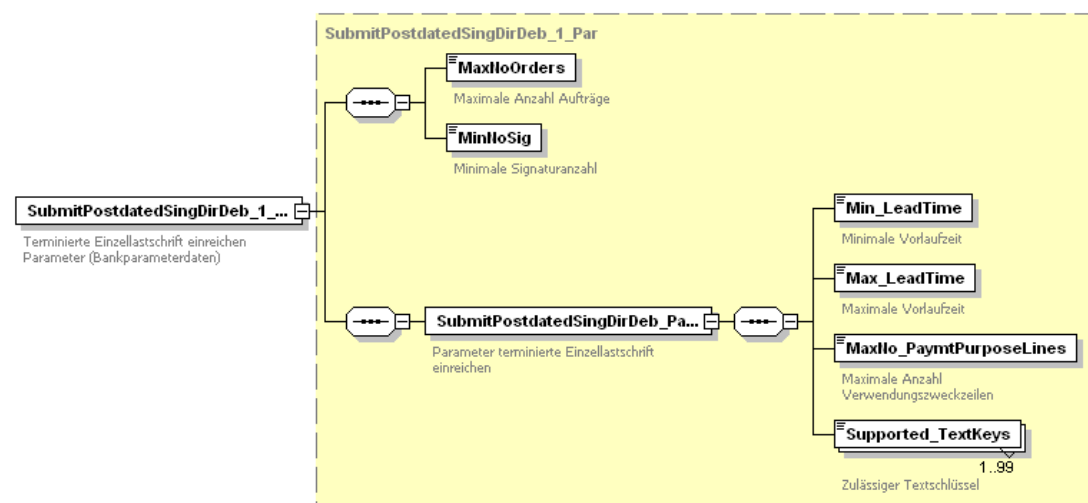 SubmitPostdatedSingDirDeb_1_Par
MaxNoOrders
Maximale Anzahl Aufträge
MinNoSig
Minimale Signaturanzahl
SubmitPostdatedSingDirDeb_1_...
Terminierte Einzellastschrift einreichen
Parameter (Bankparameterdaten)
Min_LeadTime
Minimale Vorlaufzeit
Max_LeadTime
Maximale Vorlaufzeit
SubmitPostdatedSingDirDeb_Pa...
Parameter terminierte Einzellastschrift
einreichen
MaxNo_PaymtPurposeLines
Maximale Anzahl
Verwendungszweckzeilen
Supported_TextKeys
1..99
Zulässiger Textschlüssel